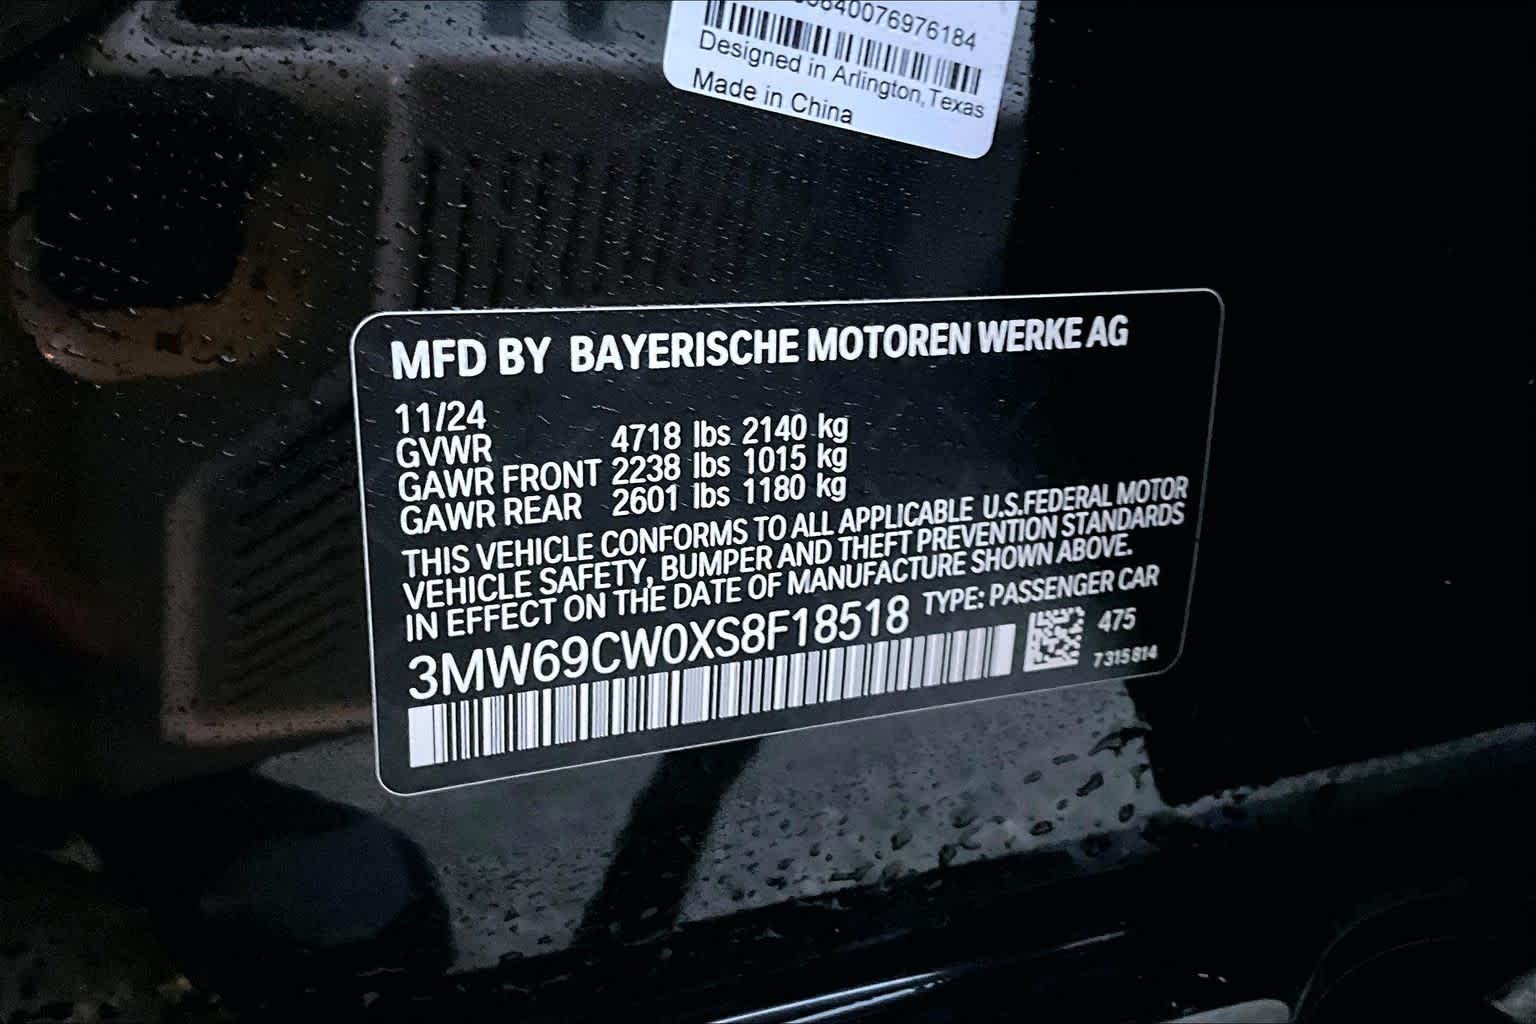 40076976184
Designed in Arlington, Texas
Made in China
MFD BY BAYERISCHE MOTOREN WERKE AG
11/24
GVWR 4718 lbs 2140 kg
GAWR FRONT 2238 lbs 1015 kg
GAWR REAR 2601 lbs 1180 kg
THIS VEHICLE CONFORMS TO ALL APPLICABLE U.S.FEDERAL MOTOR
VEHICLE SAFETY, BUMPER AND THEFT PREVENTION STANDARDS
IN EFFECT ON THE DATE OF MANUFACTURE SHOWN ABOVE.
3MW69CW0XS8F18518 TYPE: PASSENGER CAR
475
7315814